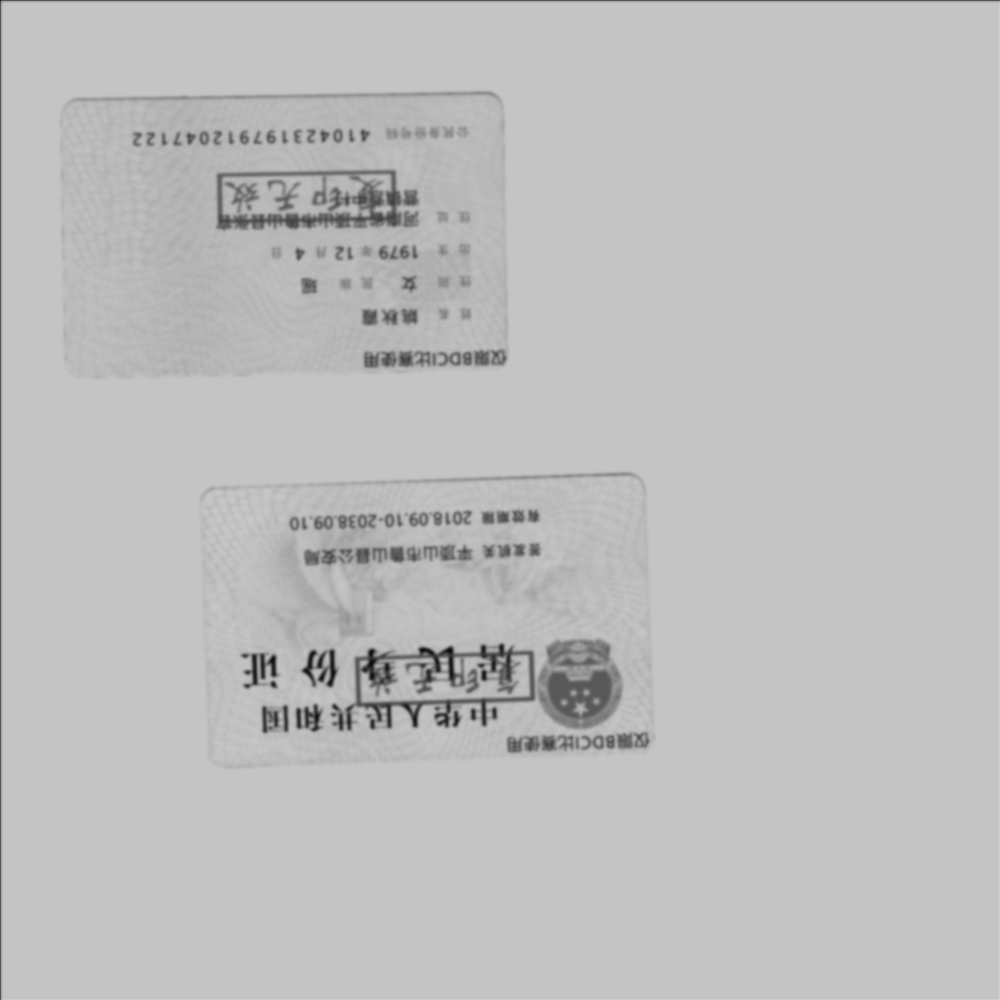 仅限BDCI比赛使用
中华人民共和国
居民身份证
复印无效
签发机关 平顶山市鲁山县公安局
有效期限 2018.09.10-2038.09.10
仅限BDCI比赛使用
姓名 姚秋
性别 女 民族 瑶
出生 1979 年 12 月 4 日
住址 河南省平顶山市鲁山县张官
营镇
复印无效
公民身份号码 410423197912047122